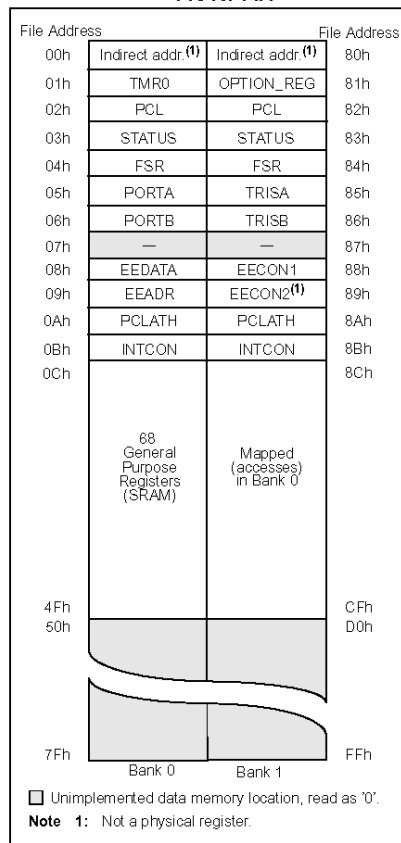 File Address File Address
00h Indirect addr.(1) Indirect addr.(1) 80h
01h TMR0 OPTION_REG 81h
02h PCL PCL 82h
03h STATUS STATUS 83h
04h FSR FSR 84h
05h PORTA TRISA 85h
06h PORTB TRISB 86h
07h — — 87h
08h EEDATA EECON1 88h
09h EEADR EECON2(1) 89h
0Ah PCLATH PCLATH 8Ah
0Bh INTCON INTCON 8Bh
0Ch 8Ch
68
General
Purpose
Registers
(SRAM)
Mapped
(accesses)
in Bank 0
4Fh CFh
50h D0h
7Fh FFh
Bank 0 Bank 1
Unimplemented data memory location, read as '0'.
Note 1: Not a physical register.